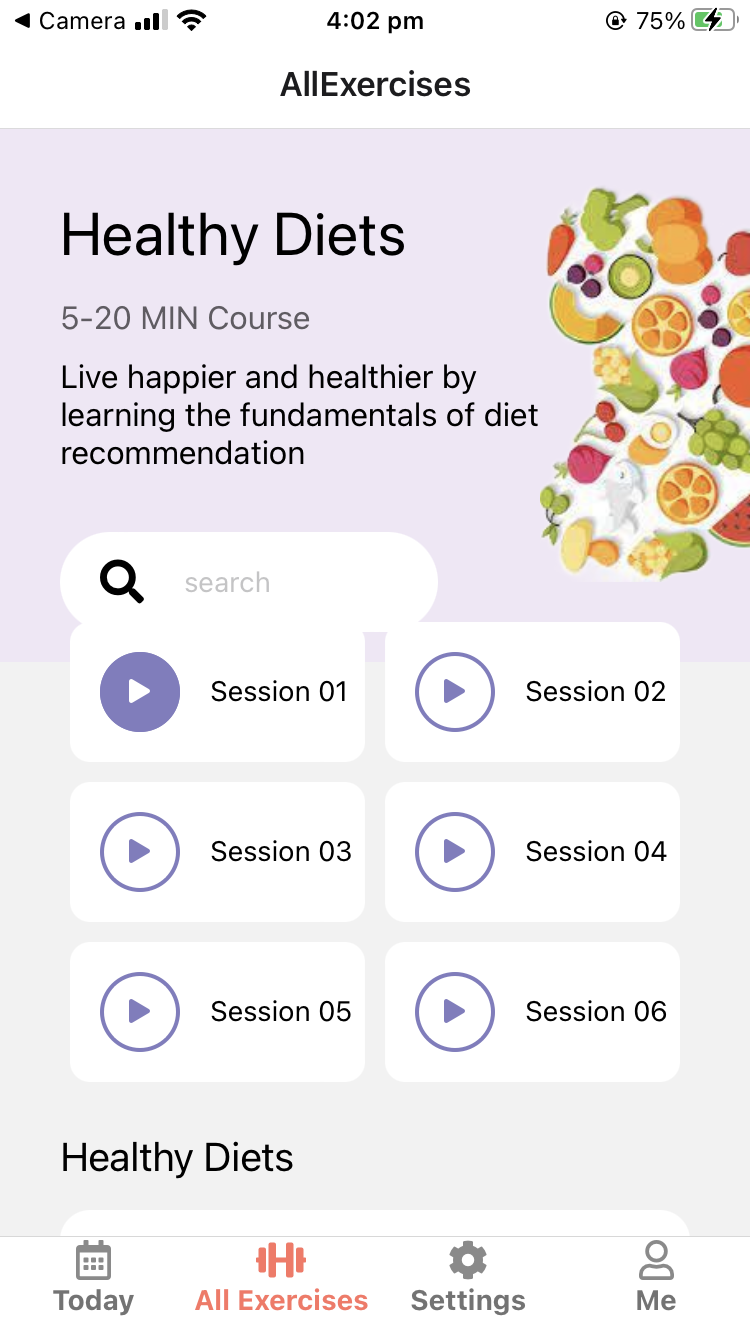 Camera 4:02 pm 75%
AllExercises
Healthy Diets
5-20 MIN Course
Live happier and healthier by
learning the fundamentals of diet
recommendation
search
Session 01 Session 02
Session 03 Session 04
Session 05 Session 06
Healthy Diets
Today All Exercises Settings Me